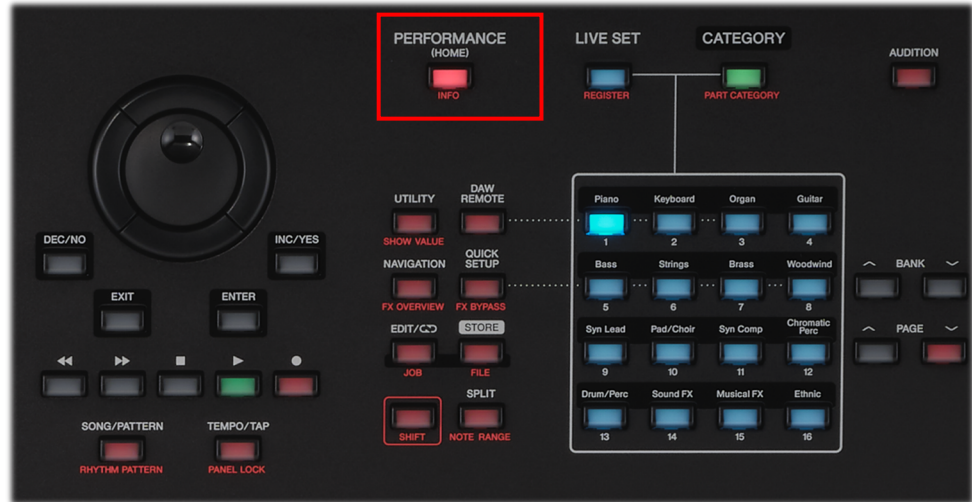 PERFORMANCE
(HOME)
INFO
LIVE SET
REGISTER
CATEGORY
PART CATEGORY
AUDITION
DEC/NO
INC/YES
EXIT
ENTER
SONG/PATTERN
RHYTHM PATTERN
TEMPO/TAP
PANEL LOCK
UTILITY
SHOW VALUE
DAW
REMOTE
NAVIGATION
FX OVERVIEW
QUICK
SETUP
FX BYPASS
EDIT/
JOB
STORE
FILE
SHIFT
SPLIT
NOTE RANGE
Piano Keyboard Organ Guitar
1 2 3 4
Bass Strings Brass Woodwind
5 6 7 8
Syn Lead Pad/Choir Syn Comp Chromatic
Perc
9 10 11 12
Drum/Perc Sound FX Musical FX Ethnic
13 14 15 16
BANK
PAGE